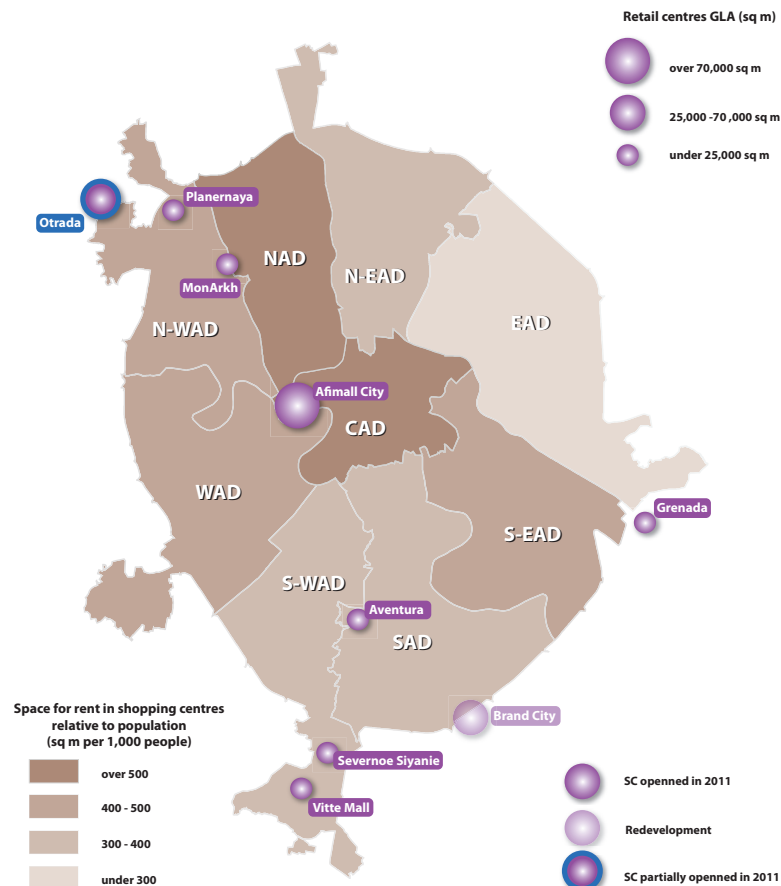 Retail centres GLA (sq m)
over 70,000 sq m
25,000 -70 ,000 sq m
under 25,000 sq m
Planernaya
Otrada
NAD
N-EAD
MonArkh
EAD
N-WAD
Afimall City
CAD
WAD
Grenada
S-EAD
S-WAD
Aventura
SAD
Brand City
Severnoe Siyanie
Vitte Mall
Space for rent in shopping centres
relative to population
(sq m per 1,000 people)
over 500
400 - 500
300 - 400
under 300
SC openned in 2011
Redevelopment
SC partially openned in 2011